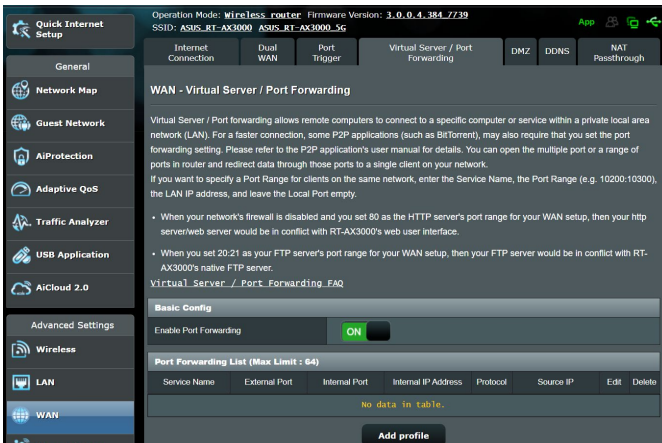 Quick Internet
Setup
Operation Mode: Wireless router Firmware Version: 3.0.0.4.384_7739
SSID: ASUS_RT-AX3000 ASUS_RT-AX3000_5G
App
Internet
Connection
Dual
WAN
Port
Trigger
Virtual Server / Port
Forwarding
DMZ
DDNS
NAT
Passthrough
General
Network Map
Guest Network
AiProtection
Adaptive QoS
Traffic Analyzer
USB Application
AiCloud 2.0
Advanced Settings
Wireless
LAN
WAN
WAN - Virtual Server / Port Forwarding
Virtual Server / Port forwarding allows remote computers to connect to a specific computer or service within a private local area
network (LAN). For a faster connection, some P2P applications (such as BitTorrent), may also require that you set the port
forwarding setting. Please refer to the P2P application's user manual for details. You can open the multiple port or a range of
ports in router and redirect data through those ports to a single client on your network.
If you want to specify a Port Range for clients on the same network, enter the Service Name, the Port Range (e.g. 10200:10300),
the LAN IP address, and leave the Local Port empty.
• When your network's firewall is disabled and you set 80 as the HTTP server's port range for your WAN setup, then your http
server/web server would be in conflict with RT-AX3000's web user interface.
• When you set 20:21 as your FTP server's port range for your WAN setup, then your FTP server would be in conflict with RT-
AX3000's native FTP server.
Virtual Server / Port Forwarding FAQ
Basic Config
Enable Port Forwarding
ON
Port Forwarding List (Max Limit : 64)
Service Name
External Port
Internal Port
Internal IP Address
Protocol
Source IP
Edit
Delete
No data in table.
Add profile